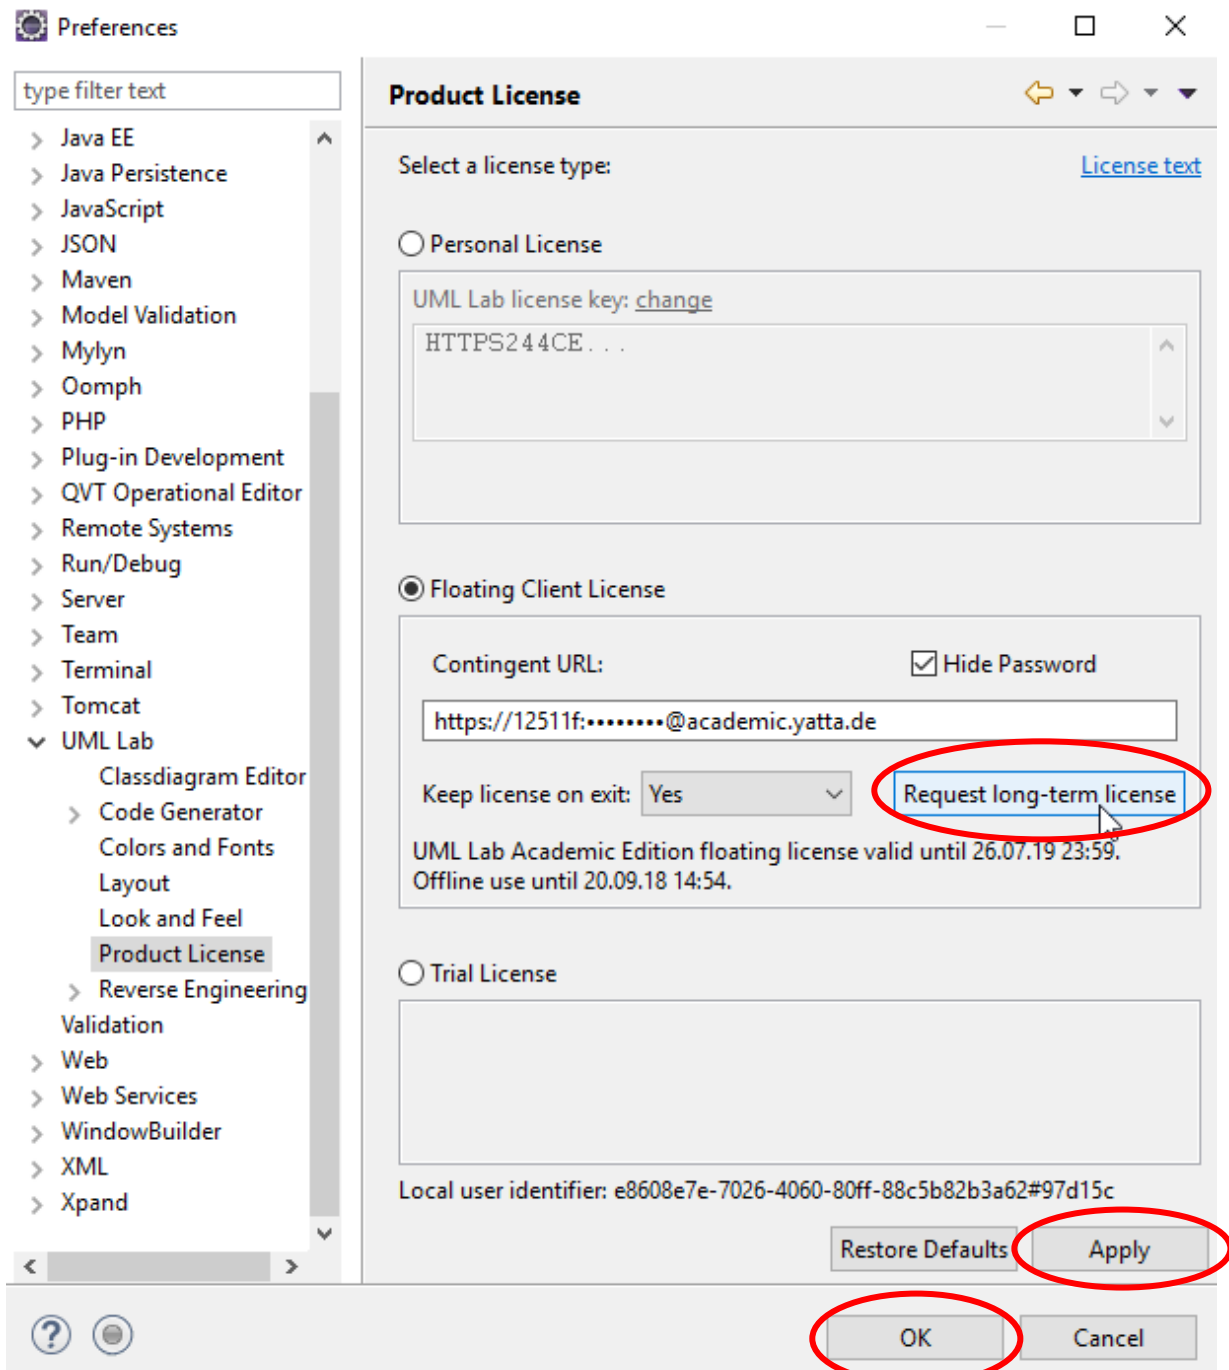 Preferences
type filter text
Java EE
Java Persistence
JavaScript
JSON
Maven
Model Validation
Mylyn
Oomph
PHP
Plug-in Development
QVT Operational Editor
Remote Systems
Run/Debug
Server
Team
Terminal
Tomcat
UML Lab
Classdiagram Editor
Code Generator
Colors and Fonts
Layout
Look and Feel
Product License
Reverse Engineering
Validation
Web
Web Services
WindowBuilder
XML
Xpand
Product License
Select a license type: License text
Personal License
UML Lab license key: change
HTTPS244CE...
Floating Client License
Contingent URL: Hide Password
https://12511f:••••••••@academic.yatta.de
Keep license on exit: Yes Request long-term license
UML Lab Academic Edition floating license valid until 26.07.19 23:59.
Offline use until 20.09.18 14:54.
Trial License
Local user identifier: e8608e7e-7026-4060-80ff-88c5b82b3a62#97d15c
Restore Defaults Apply
? OK Cancel